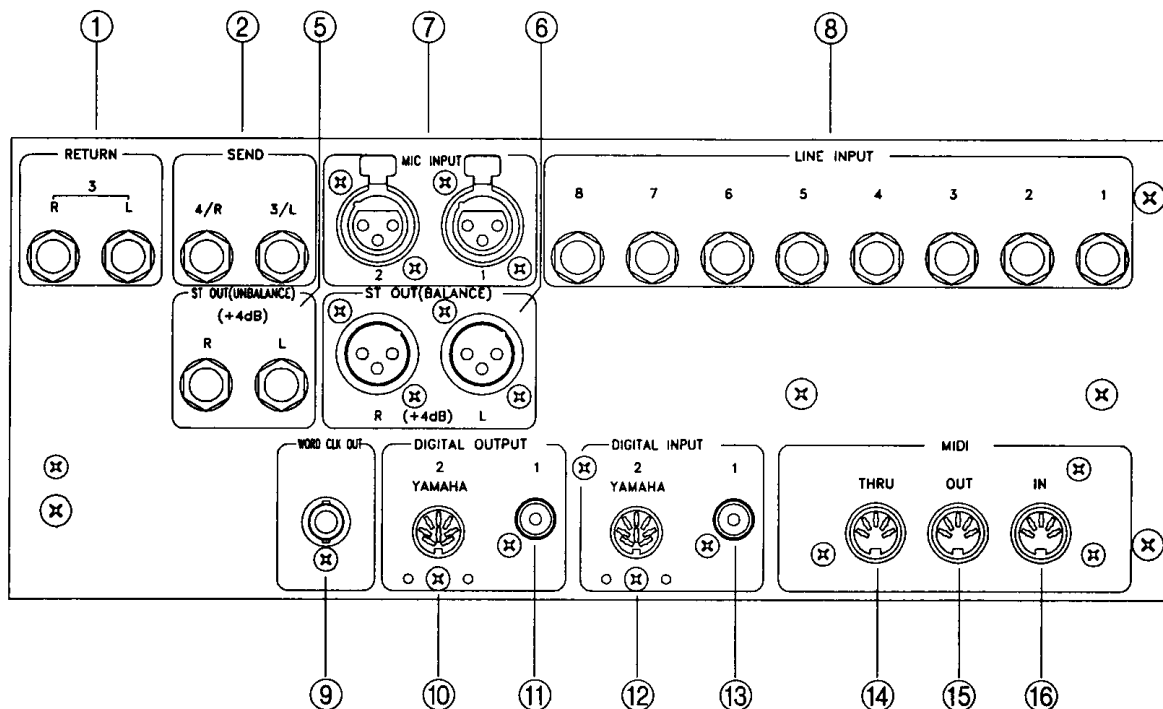 ① ② ⑤ ⑦ ⑥ ⑧
RETURN
3
R L
SEND
4/R 3/L
MIC INPUT
2 1
LINE INPUT
8 7 6 5 4 3 2 1
ST OUT(UNBALANCE)
(+4dB)
R L
ST OUT(BALANCE)
R (+4dB) L
WORD CLK OUT
DIGITAL OUTPUT
2 1
YAMAHA
DIGITAL INPUT
2 1
YAMAHA
MIDI
THRU OUT IN
⑨ ⑩ ⑪ ⑫ ⑬ ⑭ ⑮ ⑯